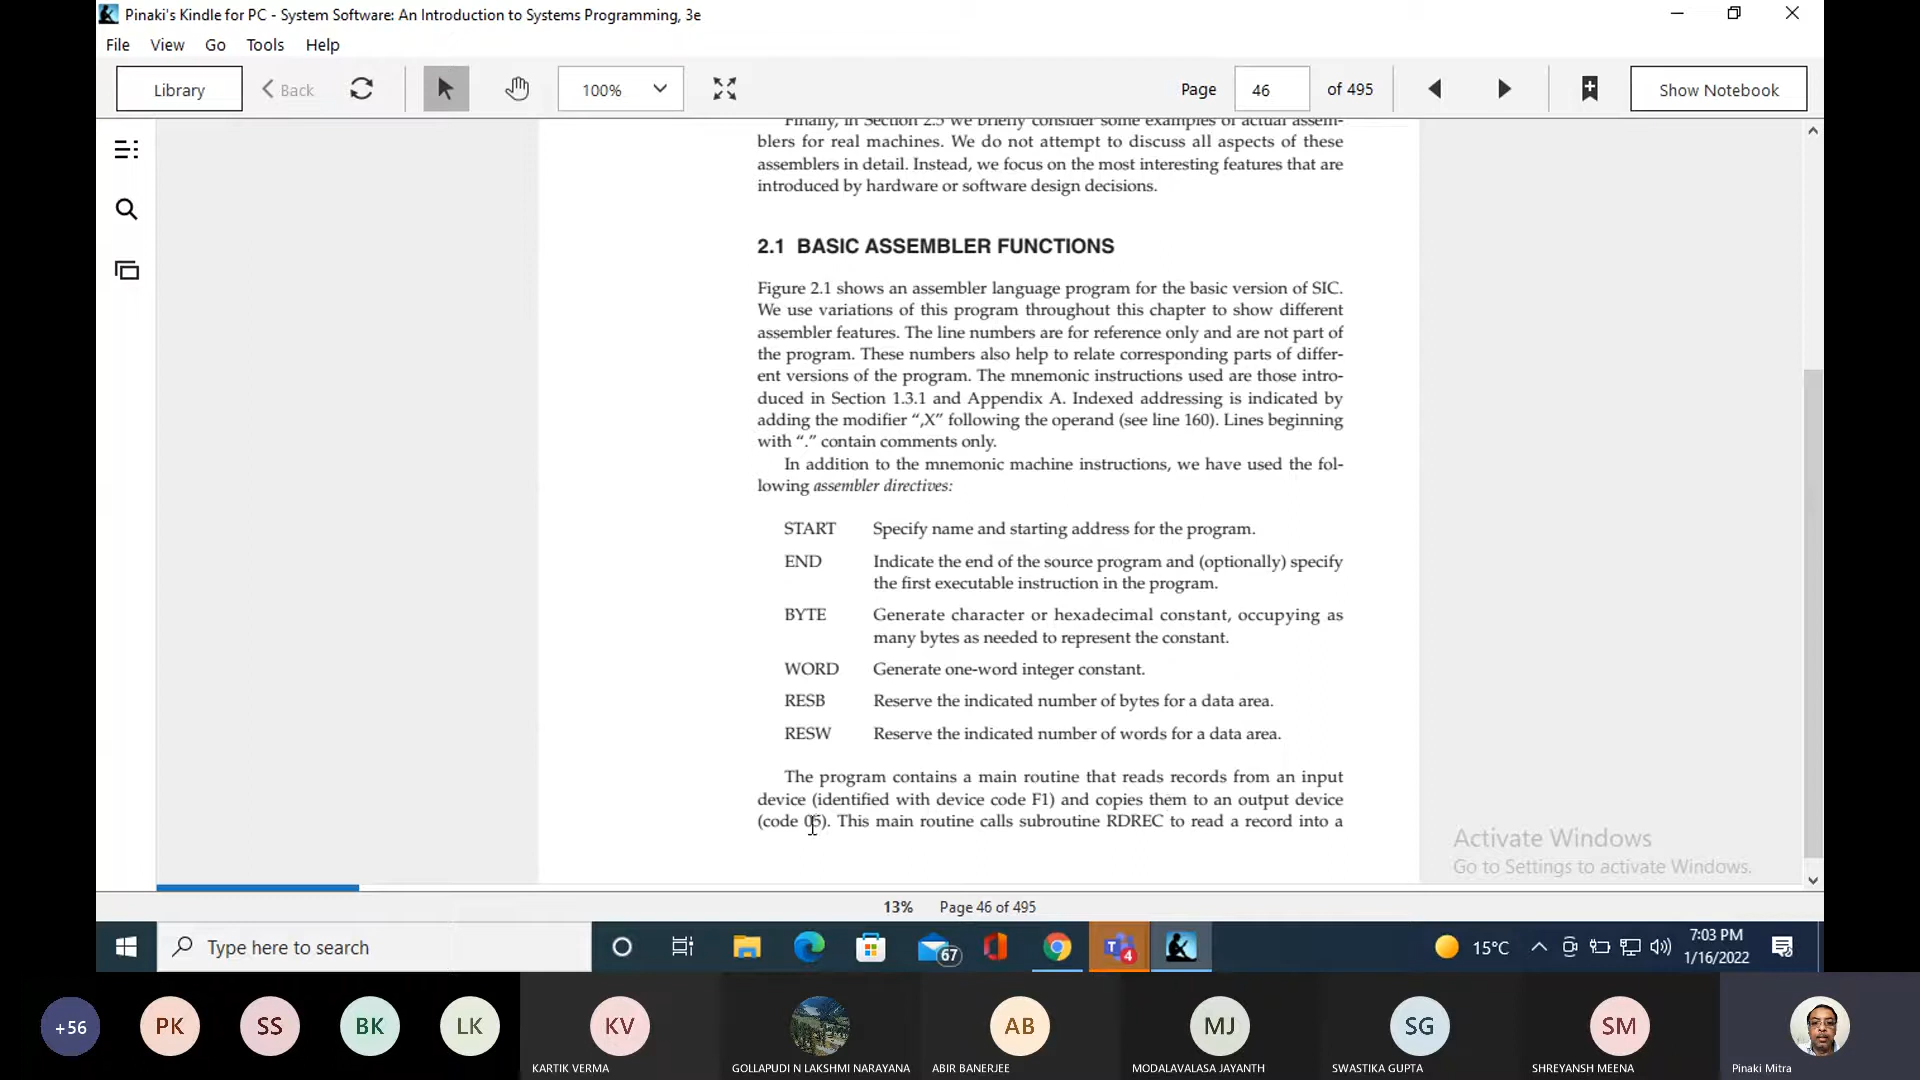 Pinaki's Kindle for PC - System Software: An Introduction to Systems Programming, 3e
File View Go Tools Help
Library Back 100% Page 46 of 495 Show Notebook
Finally, in Section 2.5 we briefly consider some examples of actual assem-
blers for real machines. We do not attempt to discuss all aspects of these
assemblers in detail. Instead, we focus on the most interesting features that are
introduced by hardware or software design decisions.
2.1 BASIC ASSEMBLER FUNCTIONS
Figure 2.1 shows an assembler language program for the basic version of SIC.
We use variations of this program throughout this chapter to show different
assembler features. The line numbers are for reference only and are not part of
the program. These numbers also help to relate corresponding parts of differ-
ent versions of the program. The mnemonic instructions used are those intro-
duced in Section 1.3.1 and Appendix A. Indexed addressing is indicated by
adding the modifier “,X” following the operand (see line 160). Lines beginning
with “.” contain comments only.
In addition to the mnemonic machine instructions, we have used the fol-
lowing assembler directives:
START Specify name and starting address for the program.
END Indicate the end of the source program and (optionally) specify
the first executable instruction in the program.
BYTE Generate character or hexadecimal constant, occupying as
many bytes as needed to represent the constant.
WORD Generate one-word integer constant.
RESB Reserve the indicated number of bytes for a data area.
RESW Reserve the indicated number of words for a data area.
The program contains a main routine that reads records from an input
device (identified with device code F1) and copies them to an output device
(code 05). This main routine calls subroutine RDREC to read a record into a
Activate Windows
Go to Settings to activate Windows.
13% Page 46 of 495
Type here to search
67
4
15°C
7:03 PM
1/16/2022
+56 PK SS BK LK KV AB MJ SG SM
KARTIK VERMA GOLLAPUDI N LAKSHMI NARAYANA ABIR BANERJEE MODALAVALASA JAYANTH SWASTIKA GUPTA SHREYANSH MEENA Pinaki Mitra